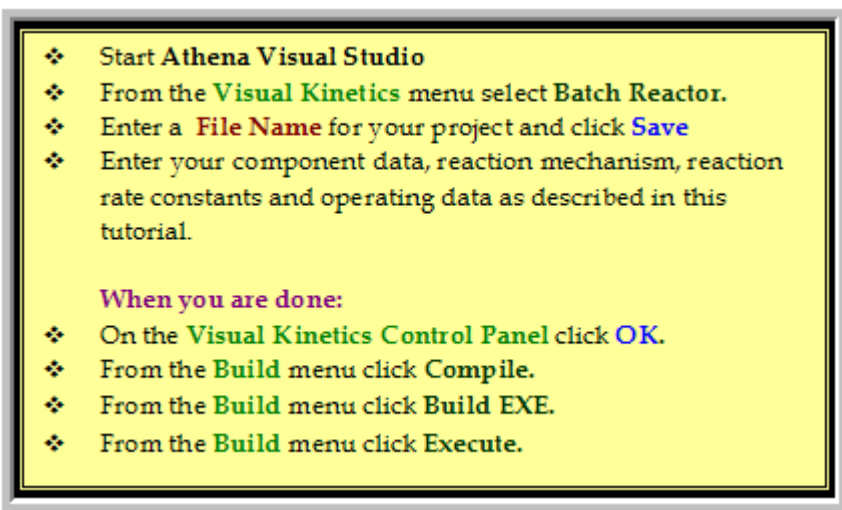 ❖ Start Athena Visual Studio
❖ From the Visual Kinetics menu select Batch Reactor.
❖ Enter a File Name for your project and click Save
❖ Enter your component data, reaction mechanism, reaction
rate constants and operating data as described in this
tutorial.
When you are done:
❖ On the Visual Kinetics Control Panel click OK.
❖ From the Build menu click Compile.
❖ From the Build menu click Build EXE.
❖ From the Build menu click Execute.